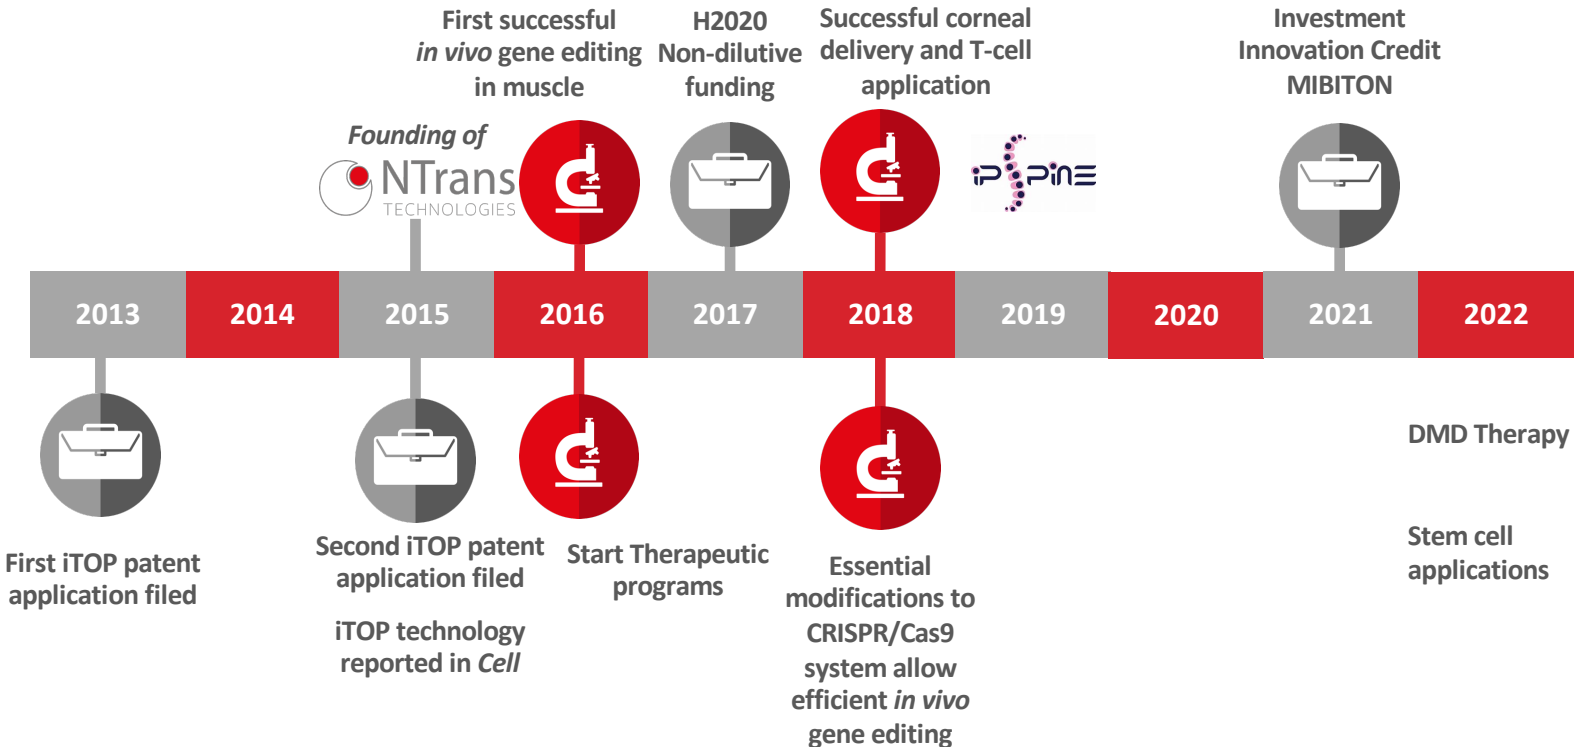 First successful
in vivo gene editing
in muscle
H2020
Non-dilutive
funding
Successful corneal
delivery and T-cell
application
Investment
Innovation Credit
MIBITON
Founding of
NTrans
TECHNOLOGIES
iPSpine
2013
2014
2015
2016
2017
2018
2019
2020
2021
2022
First iTOP patent
application filed
Second iTOP patent
application filed
iTOP technology
reported in Cell
Start Therapeutic
programs
Essential
modifications to
CRISPR/Cas9
system allow
efficient in vivo
gene editing
DMD Therapy
Stem cell
applications